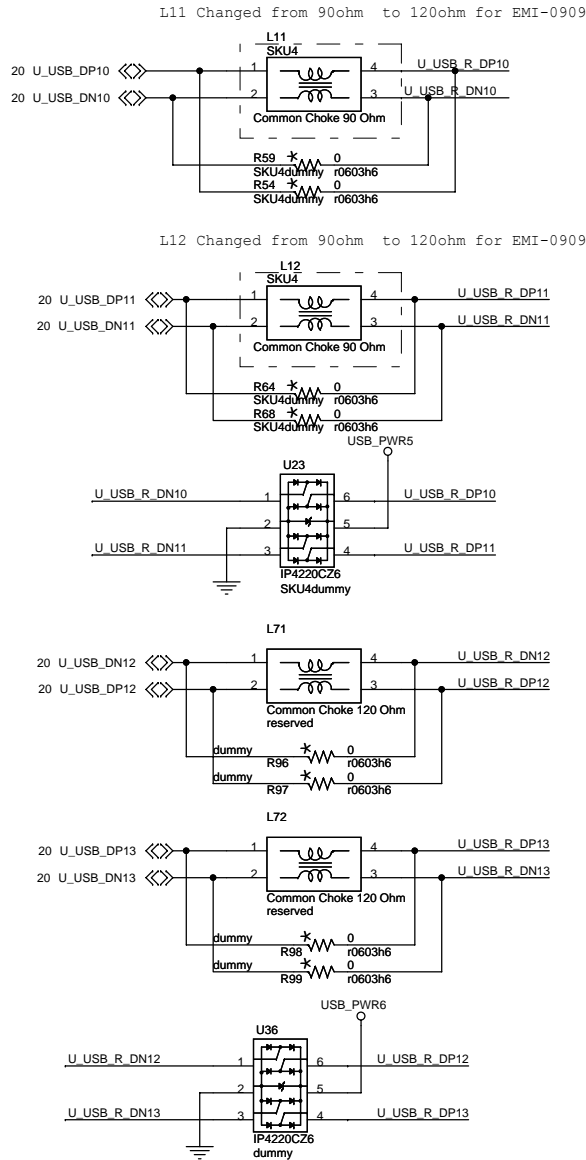 L11 Changed from 90ohm to 120ohm for EMI-0909
L11
SKU4
20 U_USB_DP10 1 4 U_USB_R_DP10
20 U_USB_DN10 2 3 U_USB_R_DN10
Common Choke 90 Ohm
R59 * 0
SKU4dummy r0603h6
R54 * 0
SKU4dummy r0603h6
L12 Changed from 90ohm to 120ohm for EMI-0909
L12
SKU4
20 U_USB_DP11 1 4 U_USB_R_DP11
20 U_USB_DN11 2 3 U_USB_R_DN11
Common Choke 90 Ohm
R64 * 0
SKU4dummy r0603h6
R68 * 0
SKU4dummy r0603h6
USB_PWR5
U23
U_USB_R_DN10 1 6 U_USB_R_DP10
2 5
U_USB_R_DN11 3 4 U_USB_R_DP11
IP4220CZ6
SKU4dummy
L71
20 U_USB_DN12 1 4 U_USB_R_DN12
20 U_USB_DP12 2 3 U_USB_R_DP12
Common Choke 120 Ohm
reserved
dummy * 0
R96 r0603h6
dummy * 0
R97 r0603h6
L72
20 U_USB_DP13 1 4 U_USB_R_DP13
20 U_USB_DN13 2 3 U_USB_R_DN13
Common Choke 120 Ohm
reserved
dummy * 0
R98 r0603h6
dummy * 0
R99 r0603h6
USB_PWR6
U36
U_USB_R_DN12 1 6 U_USB_R_DP12
2 5
U_USB_R_DN13 3 4 U_USB_R_DP13
IP4220CZ6
dummy